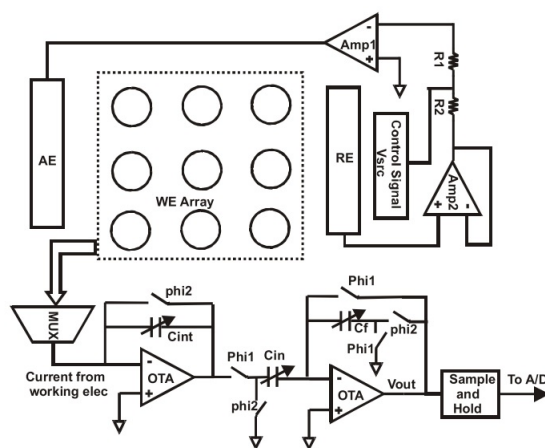 Amp1
-
+
R1
R2
AE
WE Array
RE
Control Signal
Vsrc
+
-
Amp2
MUX
phi2
Cint
Current from
working elec
-
+
OTA
Phi1
phi2
Cin
Phi1
Cf
phi2
Phi1
-
+
OTA
Vout
Sample
and
Hold
To A/D